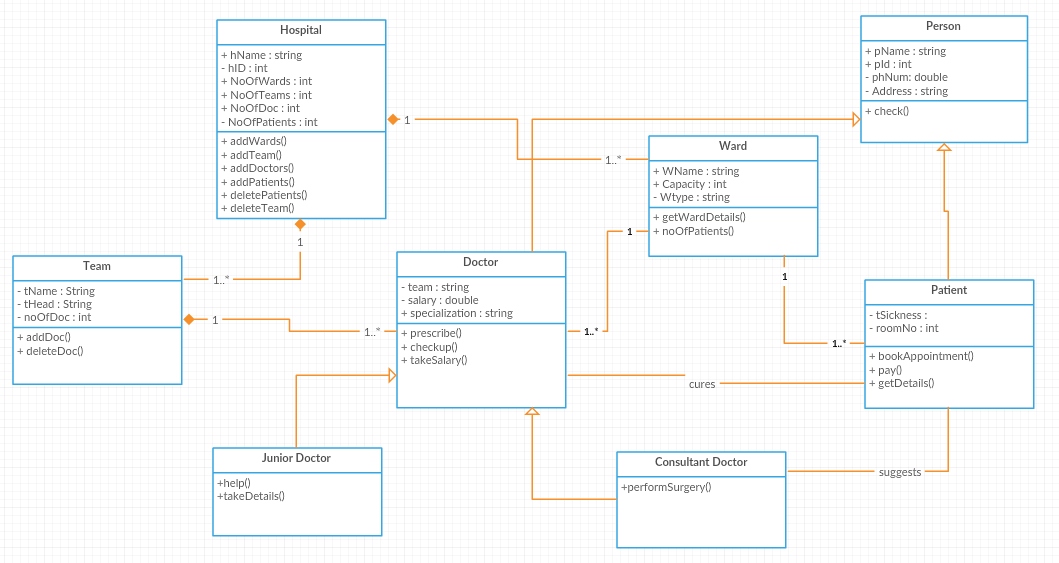 Hospital
+ hName : string
- hID : int
+ NoOfWards : int
+ NoOfTeams : int
+ NoOfDoc : int
- NoOfPatients : int
+ addWards()
+ addTeam()
+ addDoctors()
+ addPatients()
+ deletePatients()
+ deleteTeam()
Person
+ pName : string
+ pId : int
- phNum: double
- Address : string
+ check()
1
1..*
Ward
+ WName : string
+ Capacity : int
- Wtype : string
+ getWardDetails()
+ noOfPatients()
1
1..*
1
1
Team
- tName : String
- tHead : String
- noOfDoc : int
+ addDoc()
+ deleteDoc()
1
1..*
Doctor
- team : string
- salary : double
+ specialization : string
+ prescribe()
+ checkup()
+ takeSalary()
1..*
1..*
Patient
- tSickness :
- roomNo : int
+ bookAppointment()
+ pay()
+ getDetails()
cures
Junior Doctor
+help()
+takeDetails()
Consultant Doctor
+performSurgery()
suggests